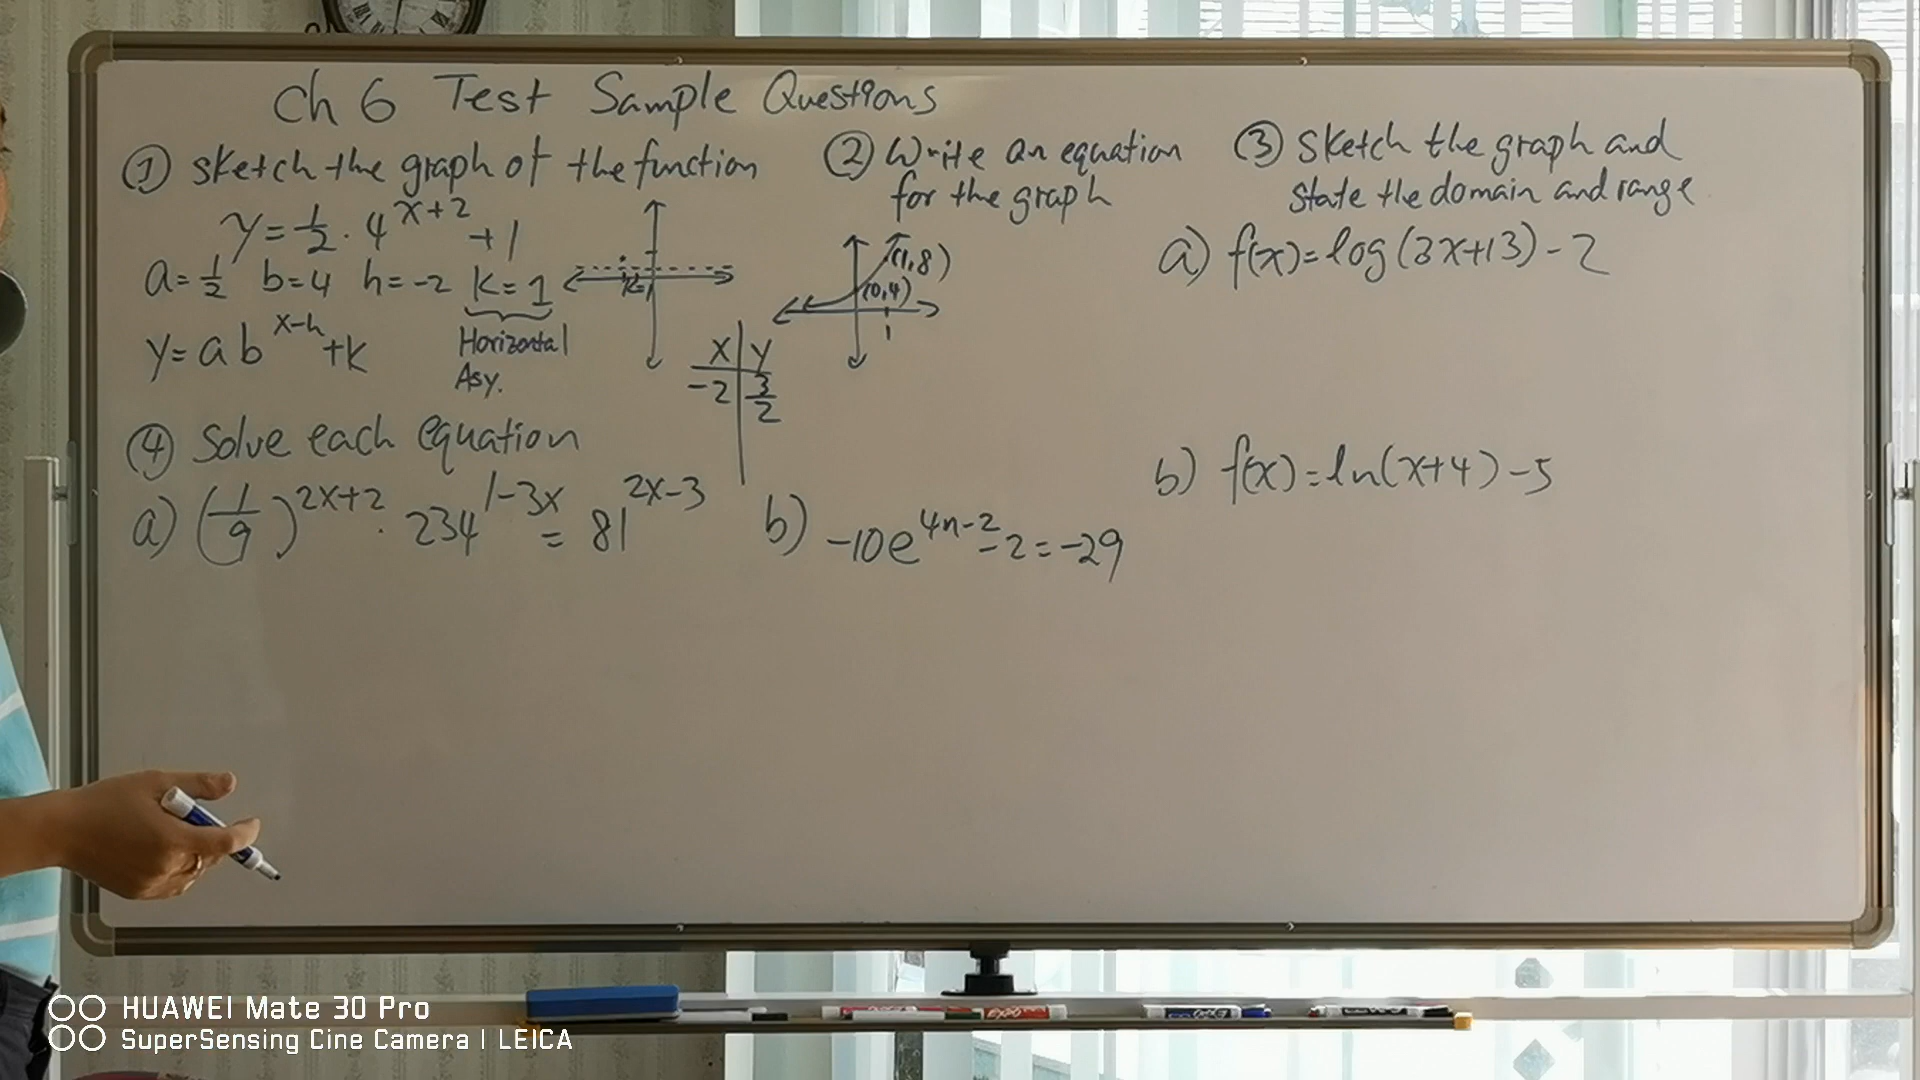 Ch 6 Test Sample Questions
① Sketch the graph of the function
y = 1/2 · 4^(x+2) + 1
a = 1/2 b = 4 h = -2 k = 1
Horizontal
Asy.
y = a b^(x-h) + k
k=1
x | y
-2 | 3/2
② Write an equation
for the graph
(1,8)
(0,4)
1
③ Sketch the graph and
state the domain and range
a) f(x) = log (3x+13) - 2
b) f(x) = ln(x+4) - 5
④ Solve each equation
a) (1/9)^(2x+2) · 234^(1-3x) = 81^(2x-3)
b) -10e^(4n-2) - 2 = -29
EXPO
HUAWEI Mate 30 Pro
SuperSensing Cine Camera | LEICA